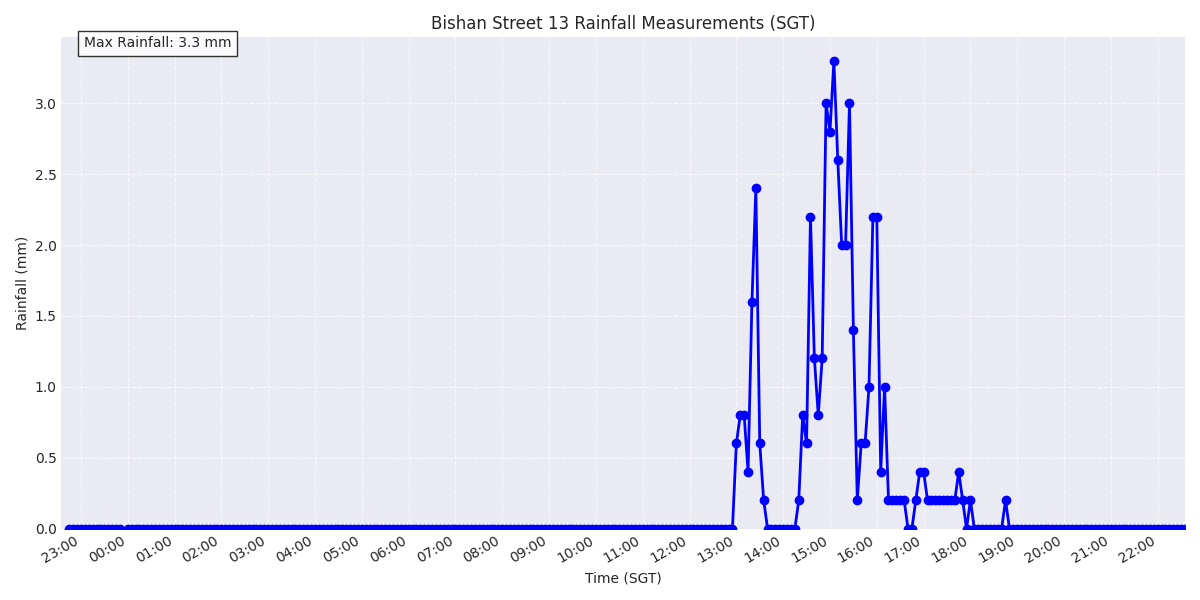 Bishan Street 13 Rainfall Measurements (SGT)
Max Rainfall: 3.3 mm
Rainfall (mm)
3.0
2.5
2.0
1.5
1.0
0.5
0.0
23:00 00:00 01:00 02:00 03:00 04:00 05:00 06:00 07:00 08:00 09:00 10:00 11:00 12:00 13:00 14:00 15:00 16:00 17:00 18:00 19:00 20:00 21:00 22:00
Time (SGT)